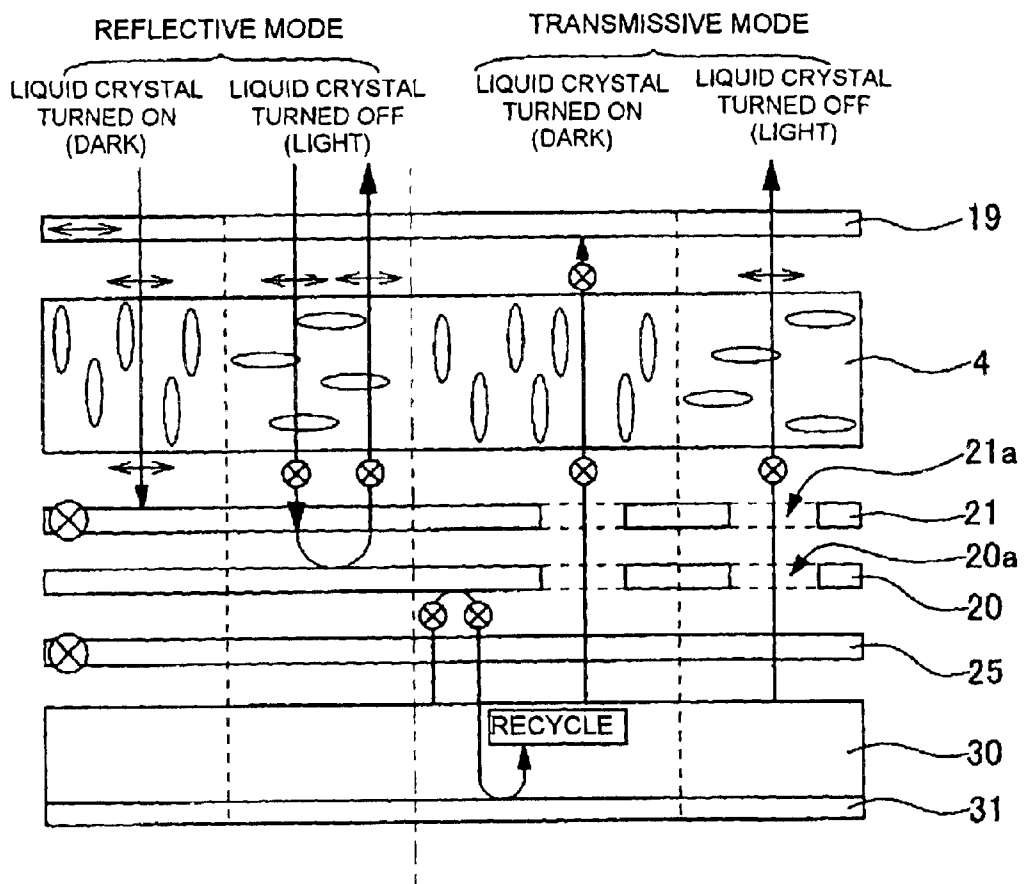 REFLECTIVE MODE
TRANSMISSIVE MODE
LIQUID CRYSTAL
TURNED ON
(DARK)
LIQUID CRYSTAL
TURNED OFF
(LIGHT)
LIQUID CRYSTAL
TURNED ON
(DARK)
LIQUID CRYSTAL
TURNED OFF
(LIGHT)
19
4
21a
21
20a
20
25
RECYCLE
30
31